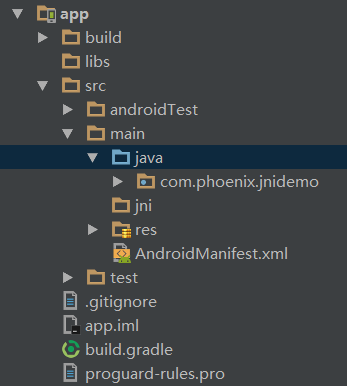 app
build
libs
src
androidTest
main
java
com.phoenix.jnidemo
jni
res
AndroidManifest.xml
test
.gitignore
app.iml
build.gradle
proguard-rules.pro